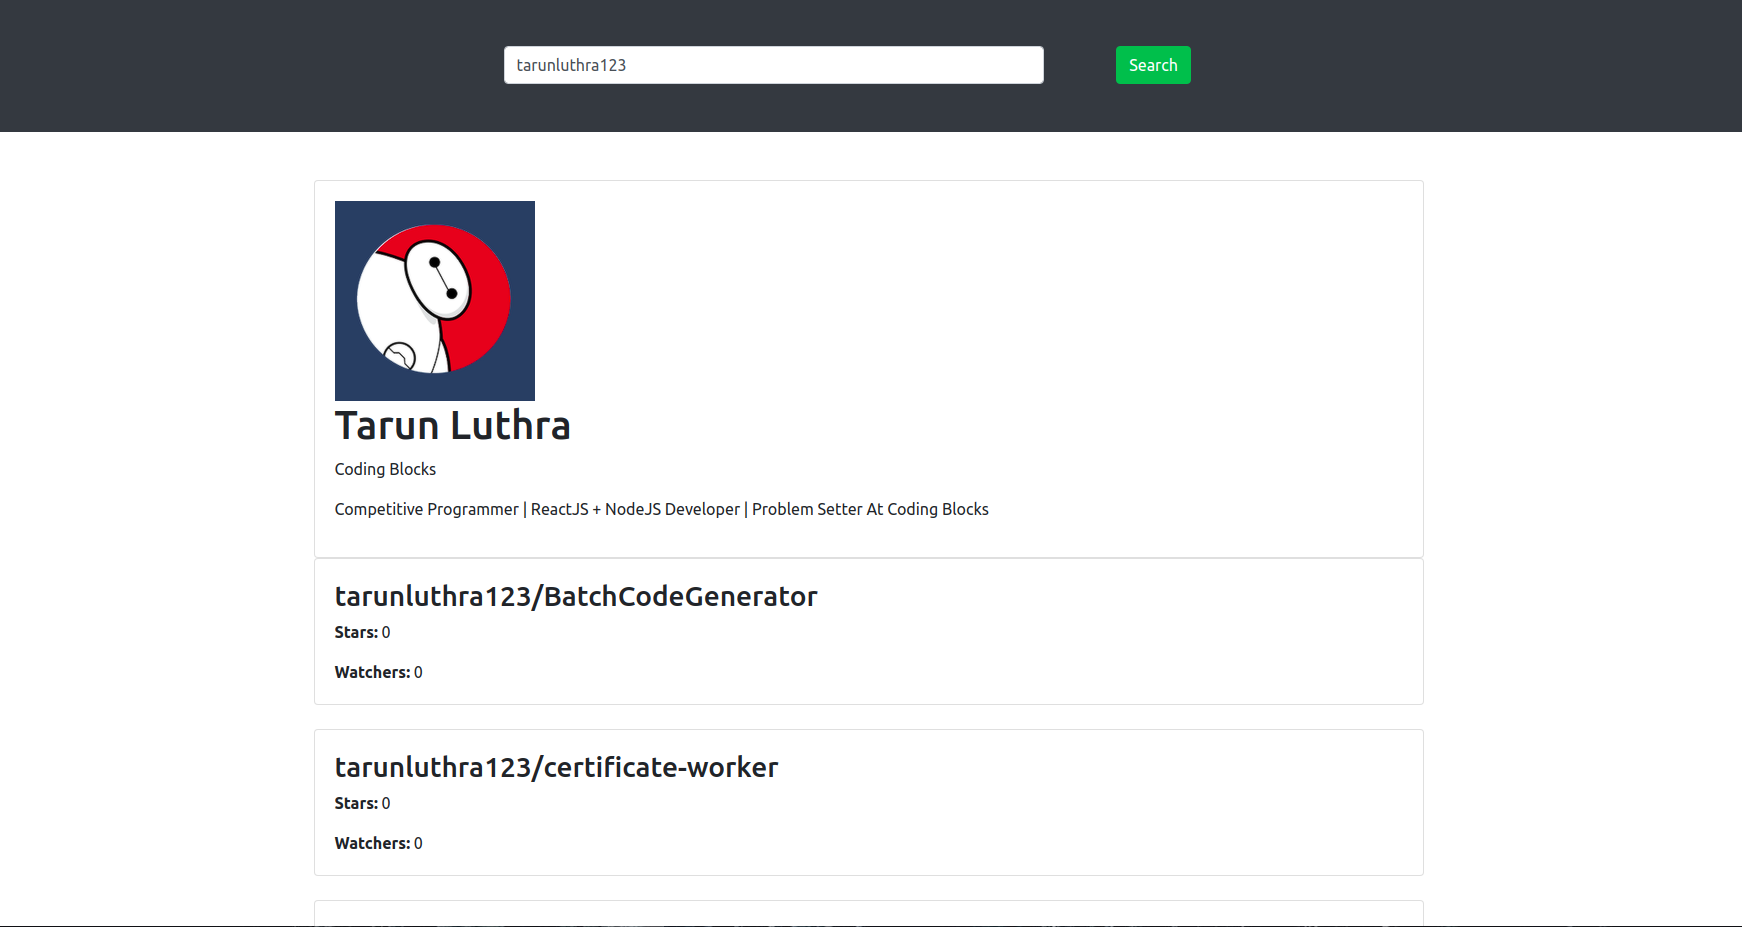 tarunluthra123
Search
Tarun Luthra
Coding Blocks
Competitive Programmer | ReactJS + NodeJS Developer | Problem Setter At Coding Blocks
tarunluthra123/BatchCodeGenerator
Stars: 0
Watchers: 0
tarunluthra123/certificate-worker
Stars: 0
Watchers: 0